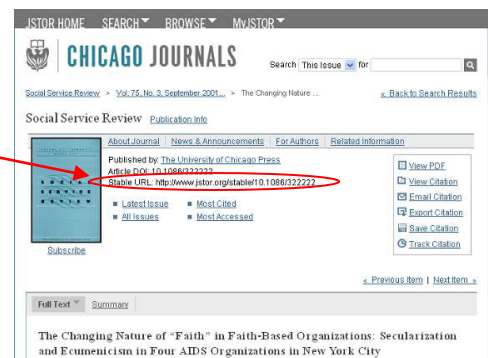 JSTOR HOME SEARCH BROWSE MyJSTOR
CHICAGO JOURNALS
Search This Issue for
Social Service Review > Vol. 75, No. 3, September 2001... > The Changing Nature ...
« Back to Search Results
Social Service Review Publication Info
About Journal News & Announcements For Authors Related Information
Published by: The University of Chicago Press
Article DOI: 10.1086/322222
Stable URL: http://www.jstor.org/stable/10.1086/322222
Latest Issue Most Cited
All Issues Most Accessed
SOCIAL
SERVICE
REVIEW
Subscribe
View PDF
View Citation
Email Citation
Export Citation
Save Citation
Track Citation
« Previous Item | Next Item »
Full Text Summary
The Changing Nature of “Faith” in Faith-Based Organizations: Secularization
and Ecumenicism in Four AIDS Organizations in New York City